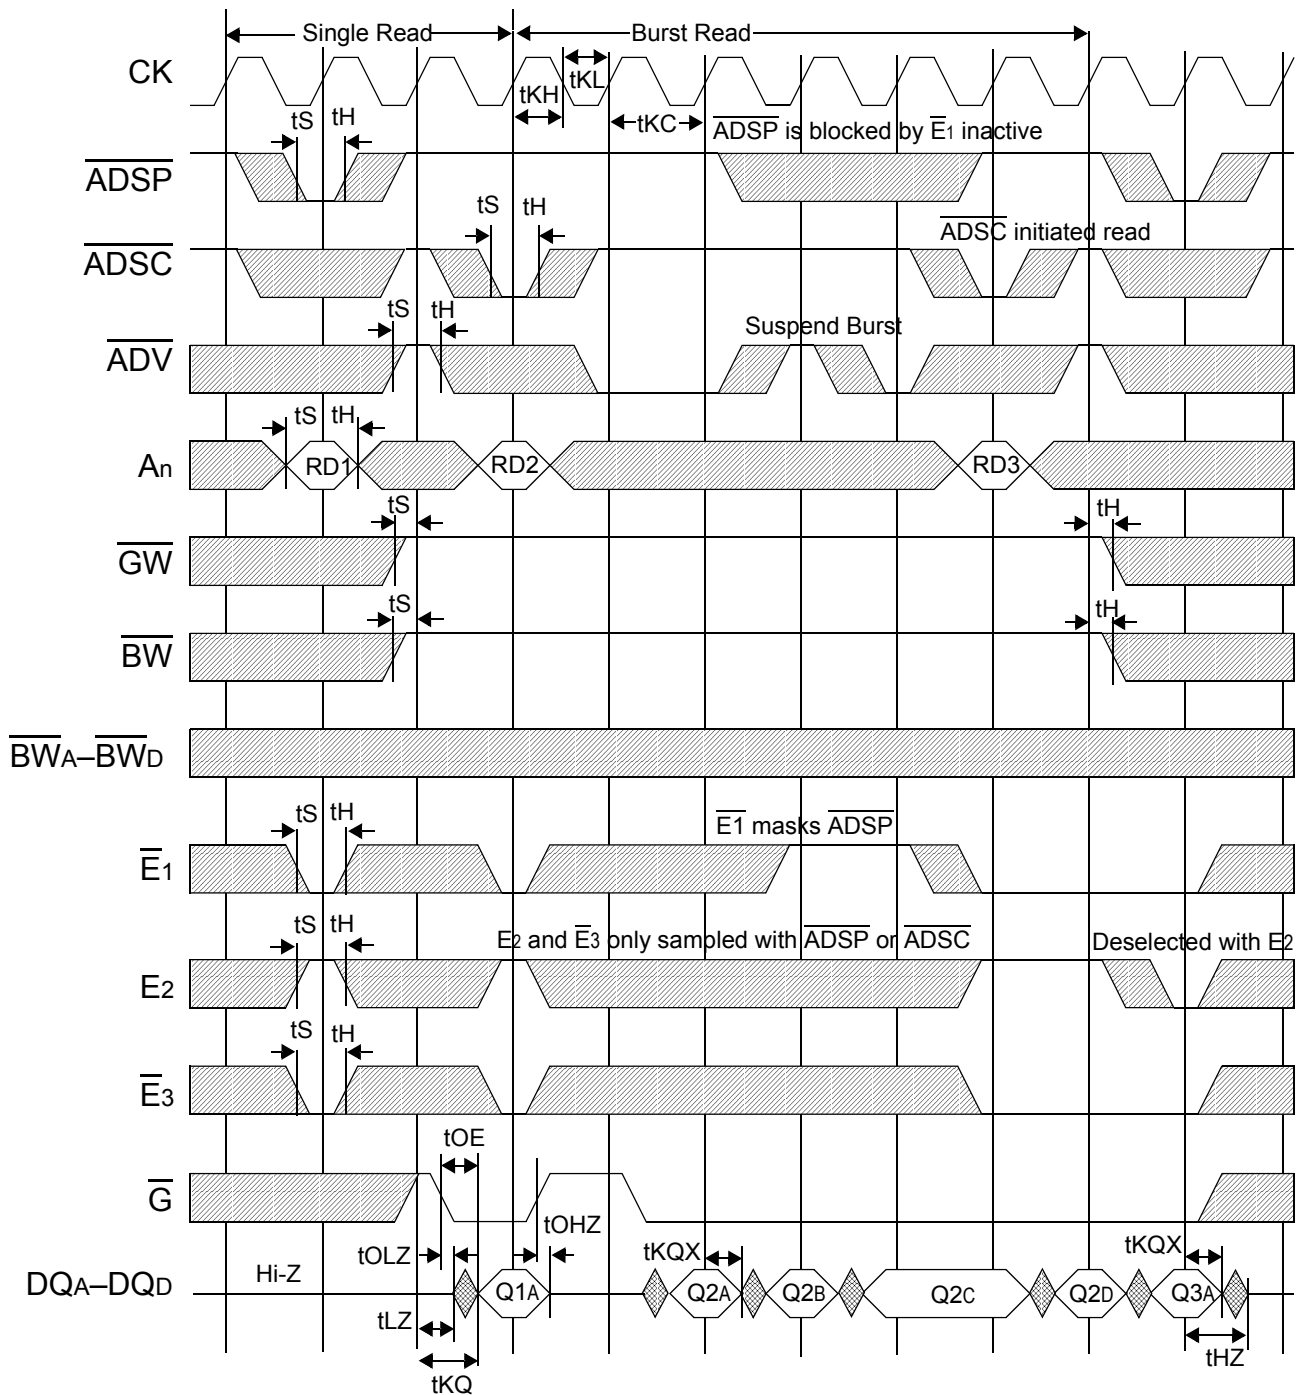 Single Read Burst Read
CK
tKL
tKH
tS tH
tKC
ADSP is blocked by E1 inactive
ADSP
tS tH
ADSC initiated read
ADSC
tS tH
Suspend Burst
ADV
tS tH
An RD1 RD2 RD3
tS tH
GW
tS tH
BW
BWA–BWD
tS tH
E1 masks ADSP
E1
tS tH
E2 and E3 only sampled with ADSP or ADSC
Deselected with E2
E2
tS tH
E3
tOE
G
tOHZ
tOLZ
tKQX tKQX
DQA–DQD Hi-Z Q1A Q2A Q2B Q2C Q2D Q3A
tLZ
tHZ
tKQ